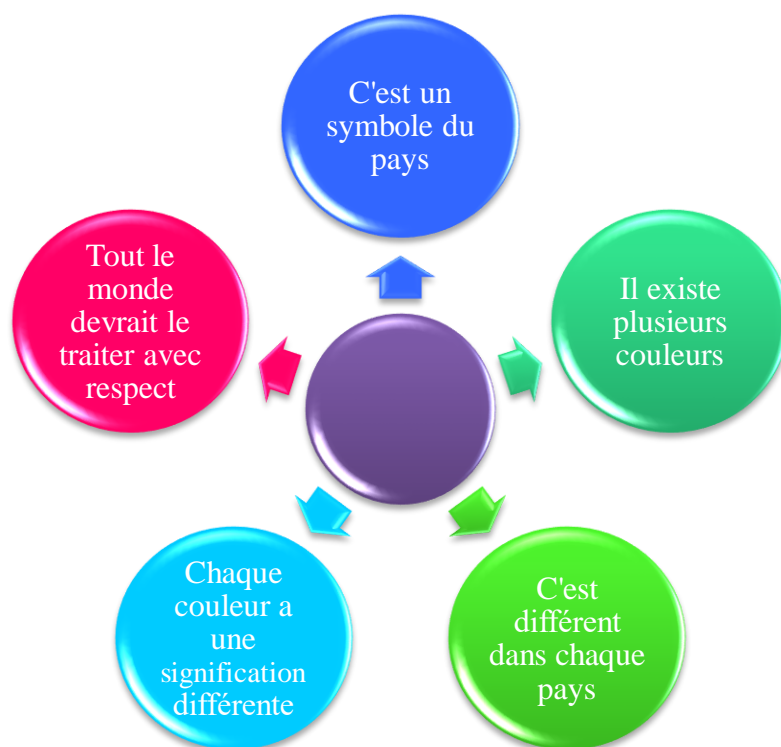 C'est un
symbole du
pays
Tout le
monde
devrait le
traiter avec
respect
Il existe
plusieurs
couleurs
Chaque
couleur a
une
signification
différente
C'est
différent
dans chaque
pays